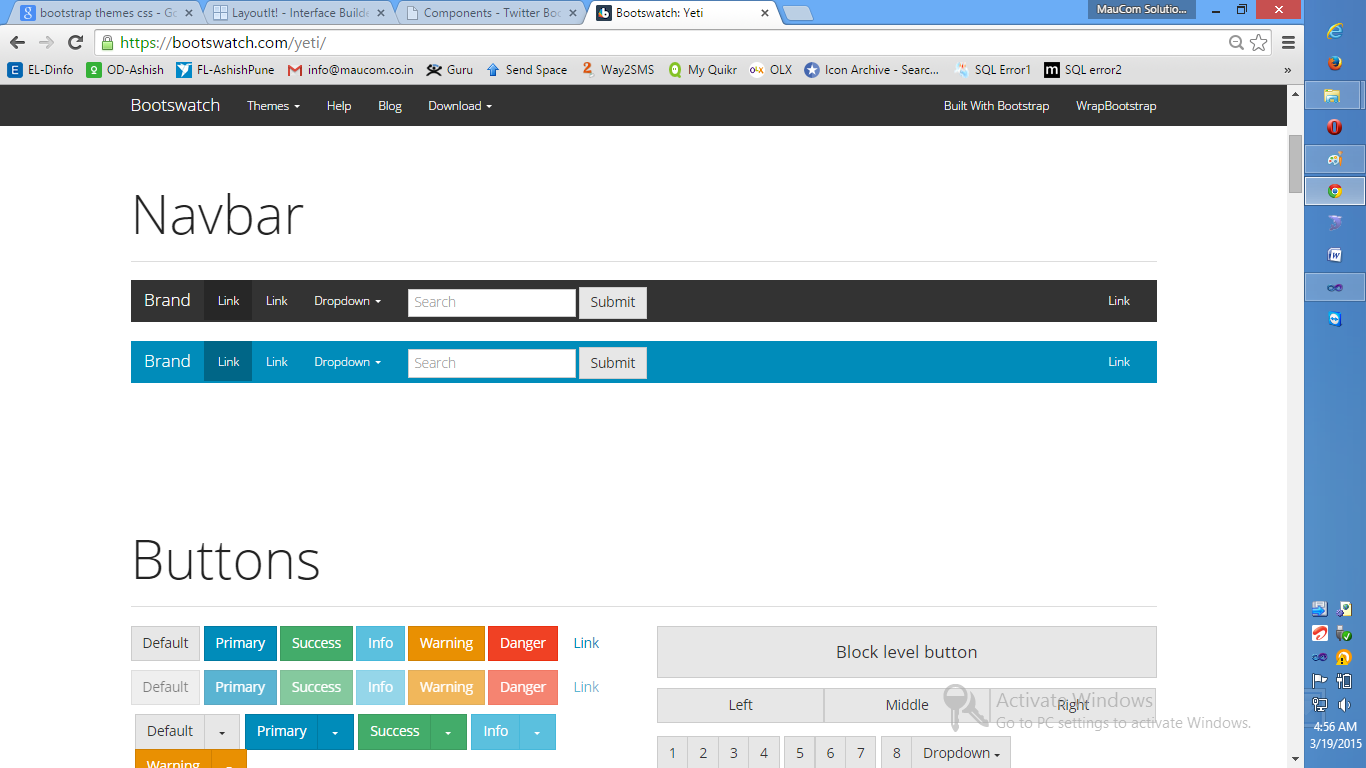 bootstrap themes css - Go
LayoutIt! - Interface Builde
Components - Twitter Boo
Bootswatch: Yeti
MauCom Solutio...
https://bootswatch.com/yeti/
EL-Dinfo OD-Ashish FL-AshishPune info@maucom.co.in Guru Send Space Way2SMS My Quikr OLX Icon Archive - Searc... SQL Error1 SQL error2 »
Bootswatch Themes Help Blog Download Built With Bootstrap WrapBootstrap
Navbar
Brand Link Link Dropdown Search Submit Link
Brand Link Link Dropdown Search Submit Link
Buttons
Default Primary Success Info Warning Danger Link
Block level button
Default Primary Success Info Warning Danger Link
Left Middle Right
Default Primary Success Info
Warning
1 2 3 4 5 6 7 8 Dropdown
Activate Windows
Go to PC settings to activate Windows.
4:56 AM
3/19/2015